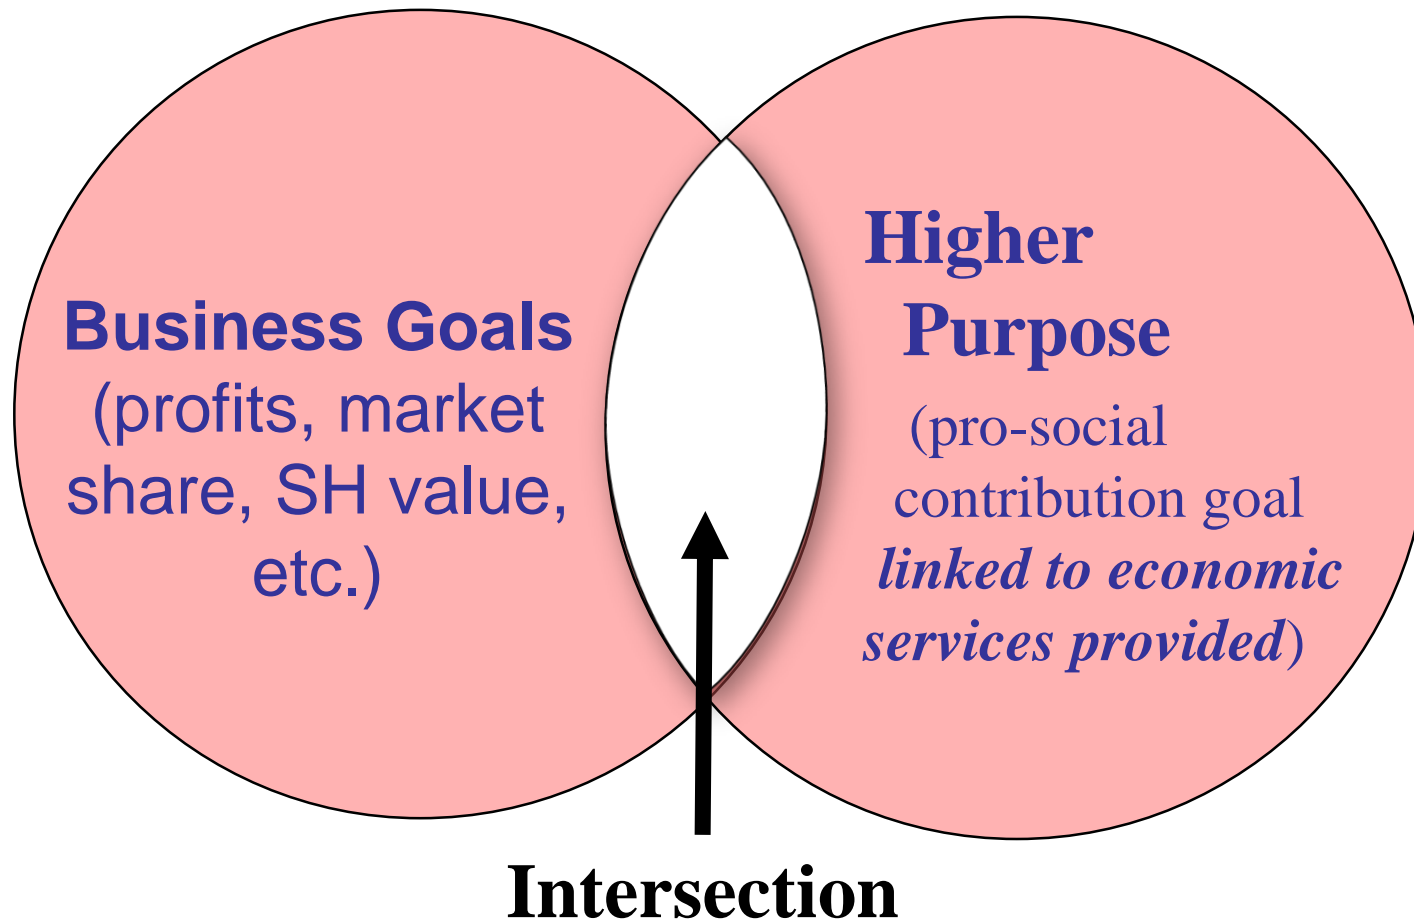 Business Goals
(profits, market
share, SH value,
etc.)
Higher
Purpose
(pro-social
contribution goal
linked to economic
services provided)
Intersection